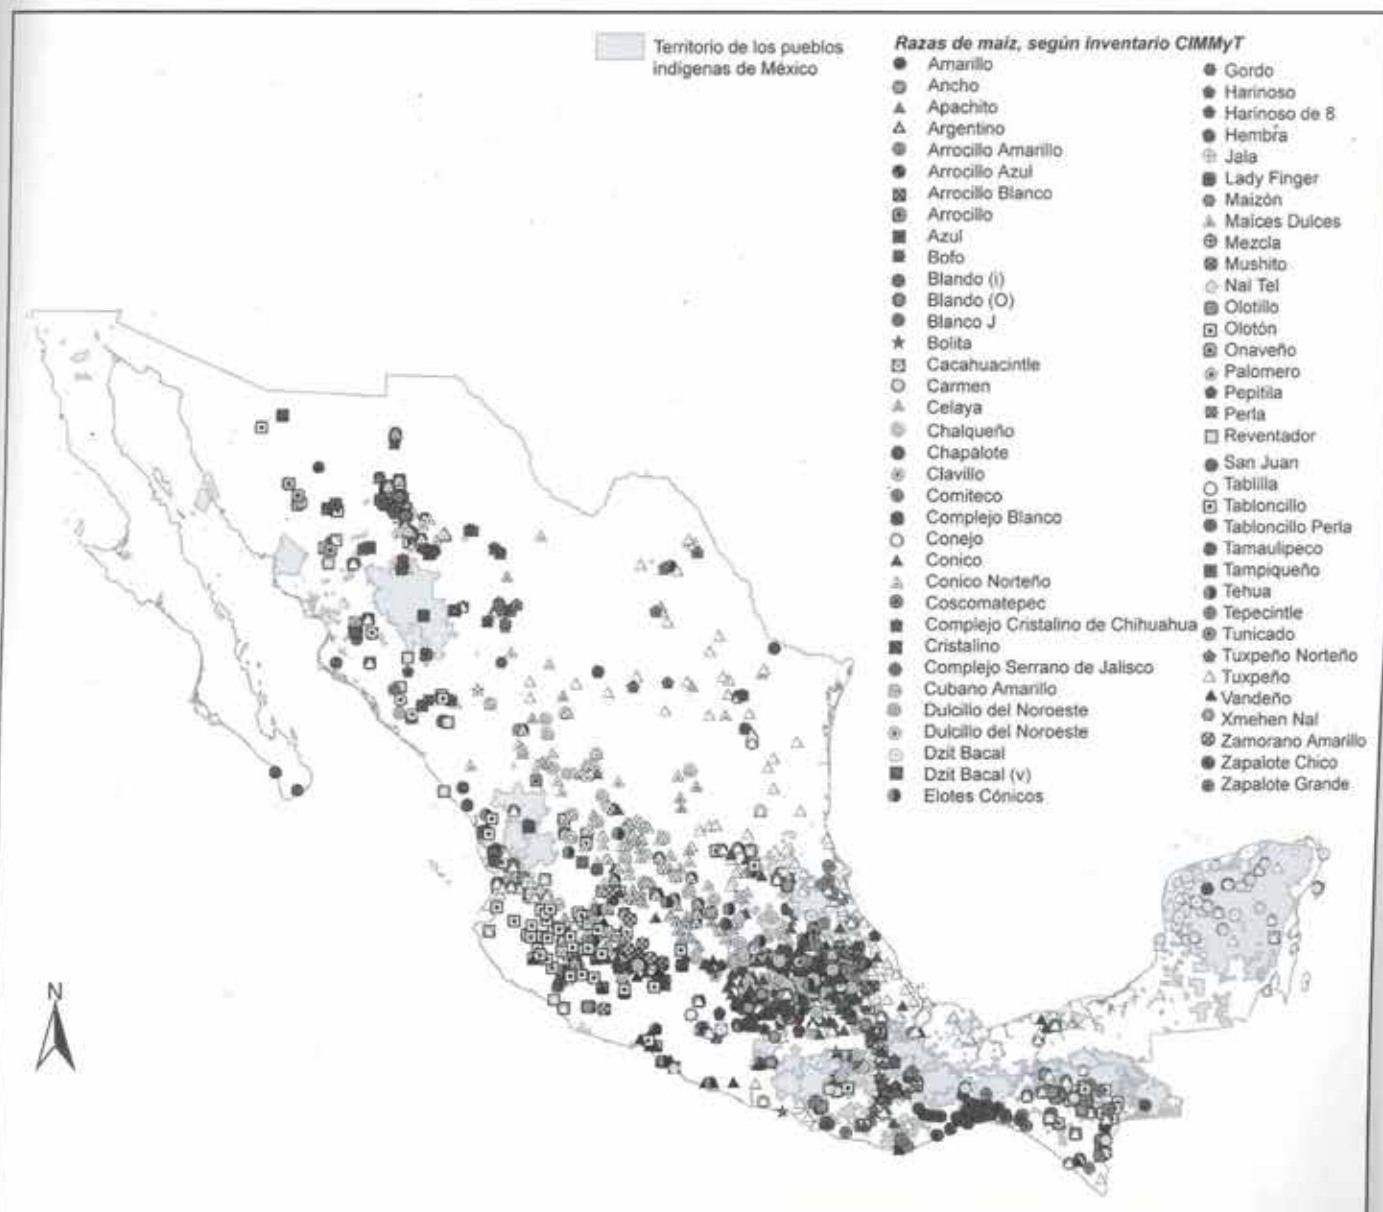 Territorio de los pueblos
indígenas de México
Razas de maíz, según inventario CIMMyT
Amarillo
Ancho
Apachito
Argentino
Arrocillo Amarillo
Arrocillo Azul
Arrocillo Blanco
Arrocillo
Azul
Bofo
Blando (i)
Blando (O)
Blanco J
Bolita
Cacahuacintle
Carmen
Celaya
Chalqueño
Chapalote
Clavillo
Comiteco
Complejo Blanco
Conejo
Conico
Conico Norteño
Coscomatepec
Complejo Cristalino de Chihuahua
Cristalino
Complejo Serrano de Jalisco
Cubano Amarillo
Dulcillo del Noroeste
Dulcillo del Noroeste
Dzit Bacal
Dzit Bacal (v)
Elotes Cónicos
Gordo
Harinoso
Harinoso de 8
Hembra
Jala
Lady Finger
Maizón
Maíces Dulces
Mezcla
Mushito
Nal Tel
Olotillo
Olotón
Onaveño
Palomero
Pepitila
Perla
Reventador
San Juan
Tablilla
Tabloncillo
Tabloncillo Perla
Tamaulipeco
Tampiqueño
Tehua
Tepecintle
Tunicado
Tuxpeño Norteño
Tuxpeño
Vandeño
Xmehen Nal
Zamorano Amarillo
Zapalote Chico
Zapalote Grande
N